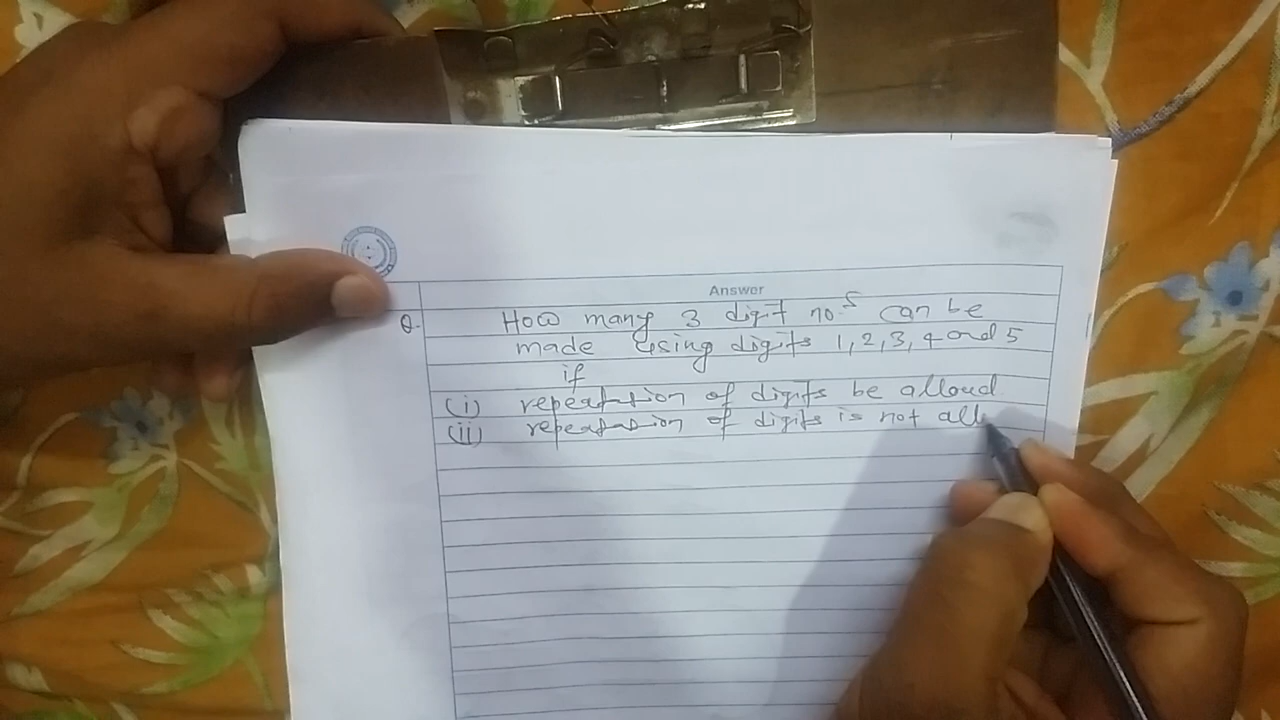 Answer
Q. How many 3 digit no.s can be
made using digits 1, 2, 3, 4 and 5
if
(i) repeatation of digits be alloud
(ii) repeatasion of digits is not all